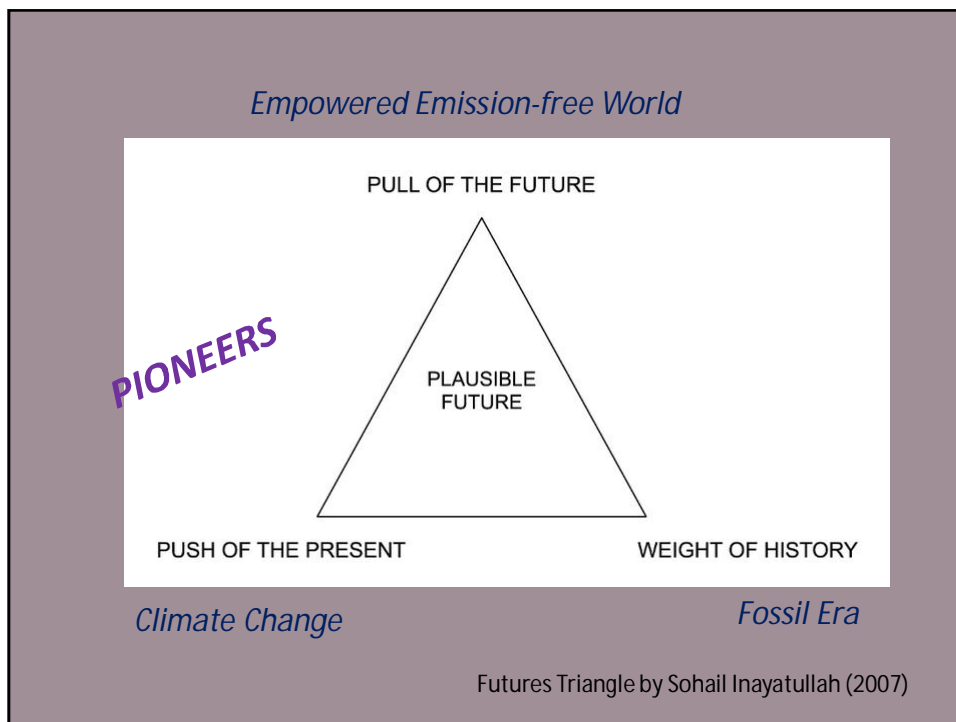 Empowered Emission-free World
PULL OF THE FUTURE
PIONEERS
PLAUSIBLE
FUTURE
PUSH OF THE PRESENT
WEIGHT OF HISTORY
Climate Change
Fossil Era
Futures Triangle by Sohail Inayatullah (2007)